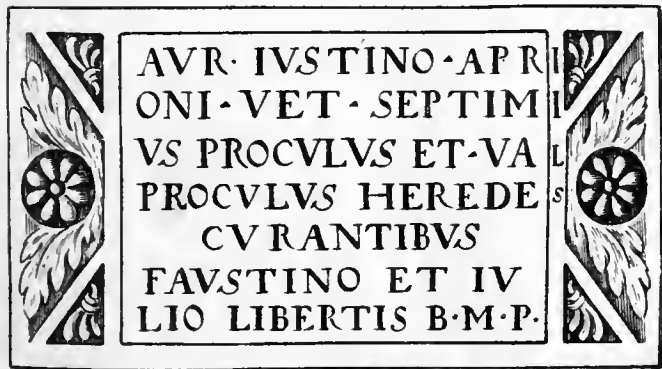 AVR· IVSTINO·APRI
ONI·VET·SEPTIMI
VS PROCVLVS ET·VAL
PROCVLVS HEREDES
CVRANTIBVS
FAVSTINO ET IV
LIO LIBERTIS B·M·P·